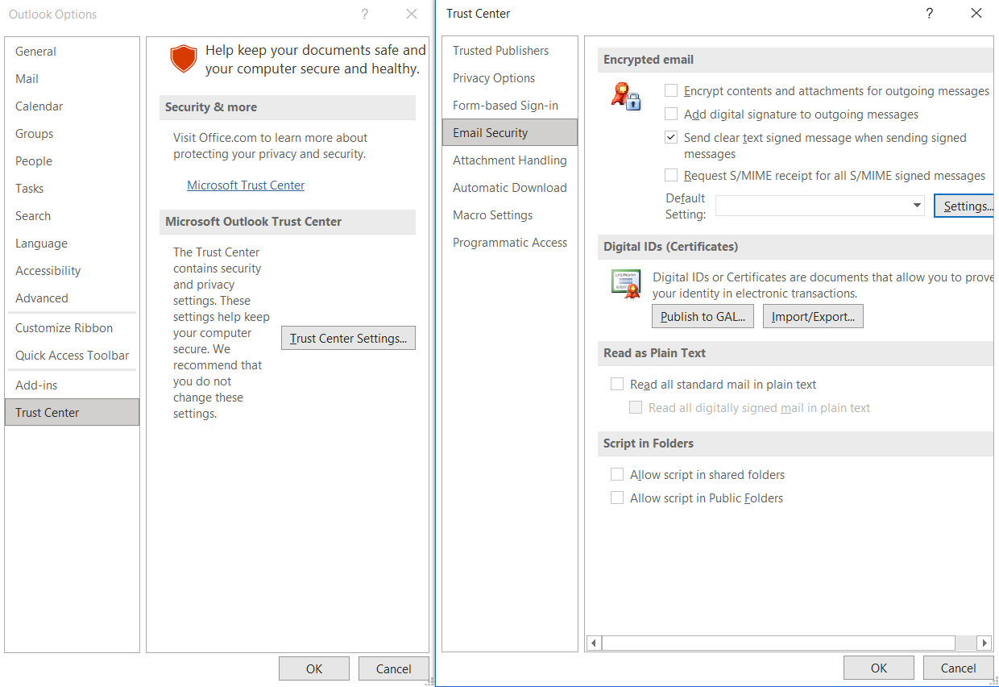 Outlook Options
?
General
Mail
Calendar
Groups
People
Tasks
Search
Language
Accessibility
Advanced
Customize Ribbon
Quick Access Toolbar
Add-ins
Trust Center
Help keep your documents safe and
your computer secure and healthy.
Security & more
Visit Office.com to learn more about
protecting your privacy and security.
Microsoft Trust Center
Microsoft Outlook Trust Center
The Trust Center
contains security
and privacy
settings. These
settings help keep
your computer
secure. We
recommend that
you do not
change these
settings.
Trust Center Settings...
OK
Cancel
Trust Center
?
Trusted Publishers
Privacy Options
Form-based Sign-in
Email Security
Attachment Handling
Automatic Download
Macro Settings
Programmatic Access
Encrypted email
Encrypt contents and attachments for outgoing messages
Add digital signature to outgoing messages
Send clear text signed message when sending signed
messages
Request S/MIME receipt for all S/MIME signed messages
Default
Setting:
Settings...
Digital IDs (Certificates)
Digital IDs or Certificates are documents that allow you to prove
your identity in electronic transactions.
Publish to GAL...
Import/Export...
Read as Plain Text
Read all standard mail in plain text
Read all digitally signed mail in plain text
Script in Folders
Allow script in shared folders
Allow script in Public Folders
OK
Cancel